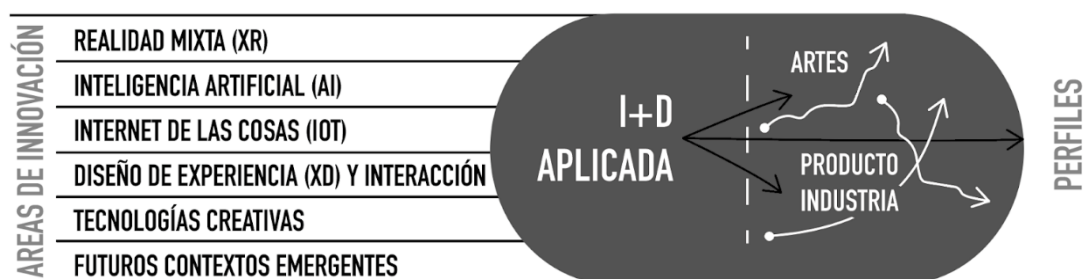 AREAS DE INNOVACIÓN
REALIDAD MIXTA (XR)
INTELIGENCIA ARTIFICIAL (AI)
INTERNET DE LAS COSAS (IOT)
DISEÑO DE EXPERIENCIA (XD) Y INTERACCIÓN
TECNOLOGÍAS CREATIVAS
FUTUROS CONTEXTOS EMERGENTES
I+D
APLICADA
ARTES
PRODUCTO
INDUSTRIA
PERFILES